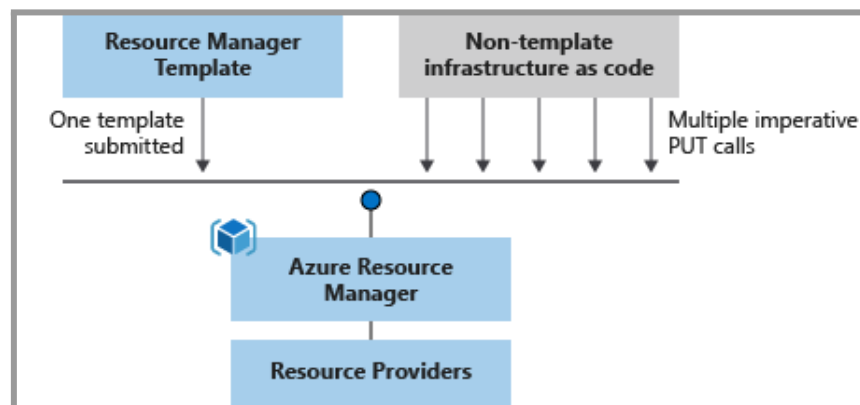 Resource Manager
Template
Non-template
infrastructure as code
One template
submitted
Multiple imperative
PUT calls
Azure Resource
Manager
Resource Providers